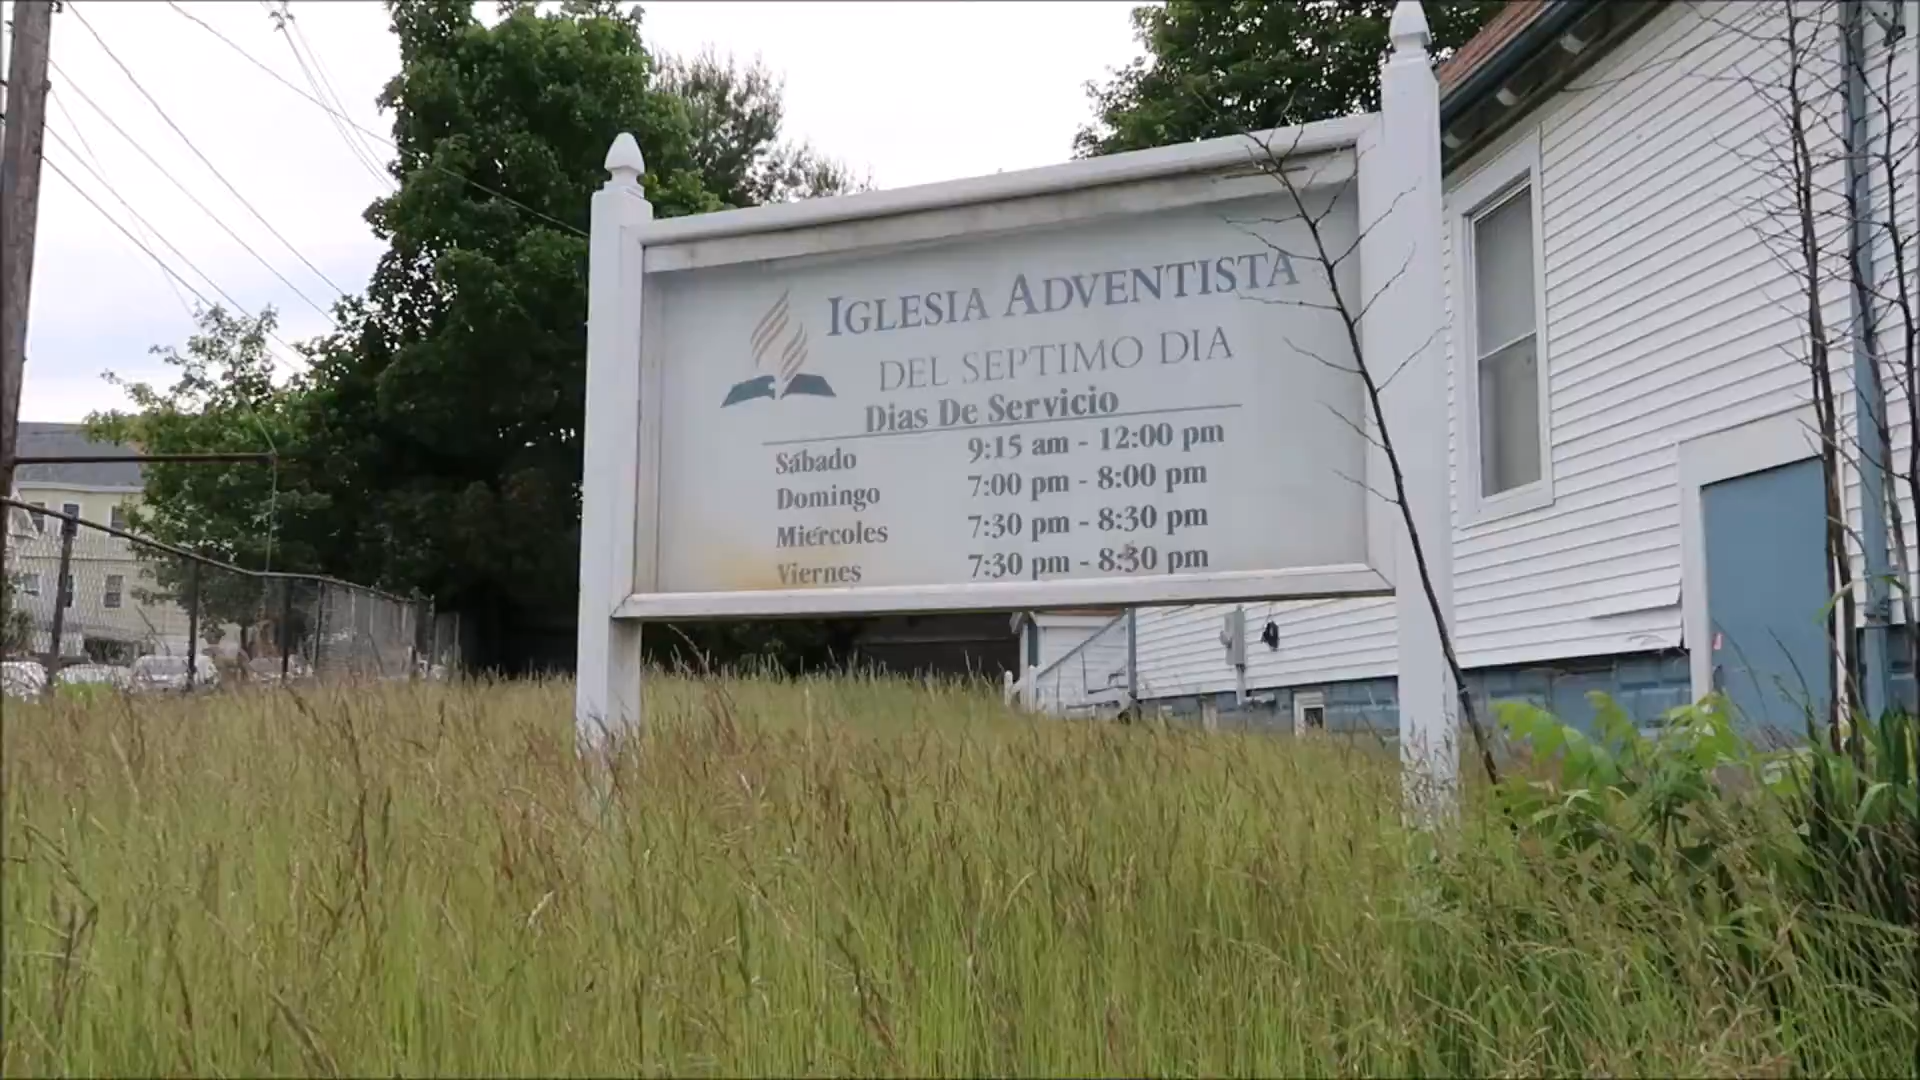 IGLESIA ADVENTISTA
DEL SEPTIMO DIA
Dias De Servicio
Sábado 9:15 am - 12:00 pm
Domingo 7:00 pm - 8:00 pm
Miércoles 7:30 pm - 8:30 pm
Viernes 7:30 pm - 8:30 pm